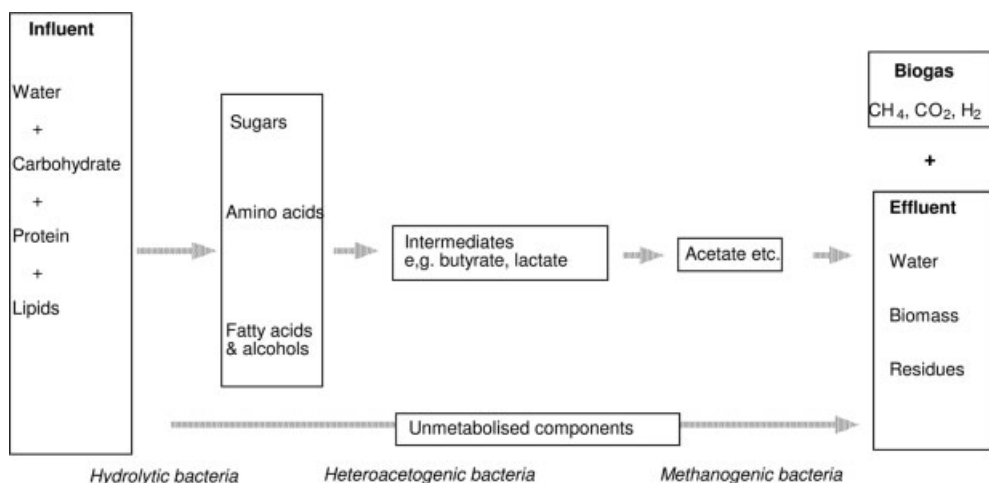 Influent
Water
+
Carbohydrate
+
Protein
+
Lipids
Sugars
Amino acids
Fatty acids
& alcohols
Intermediates
e,g. butyrate, lactate
Acetate etc.
Biogas
CH₄, CO₂, H₂
+
Effluent
Water
Biomass
Residues
Unmetabolised components
Hydrolytic bacteria
Heteroacetogenic bacteria
Methanogenic bacteria